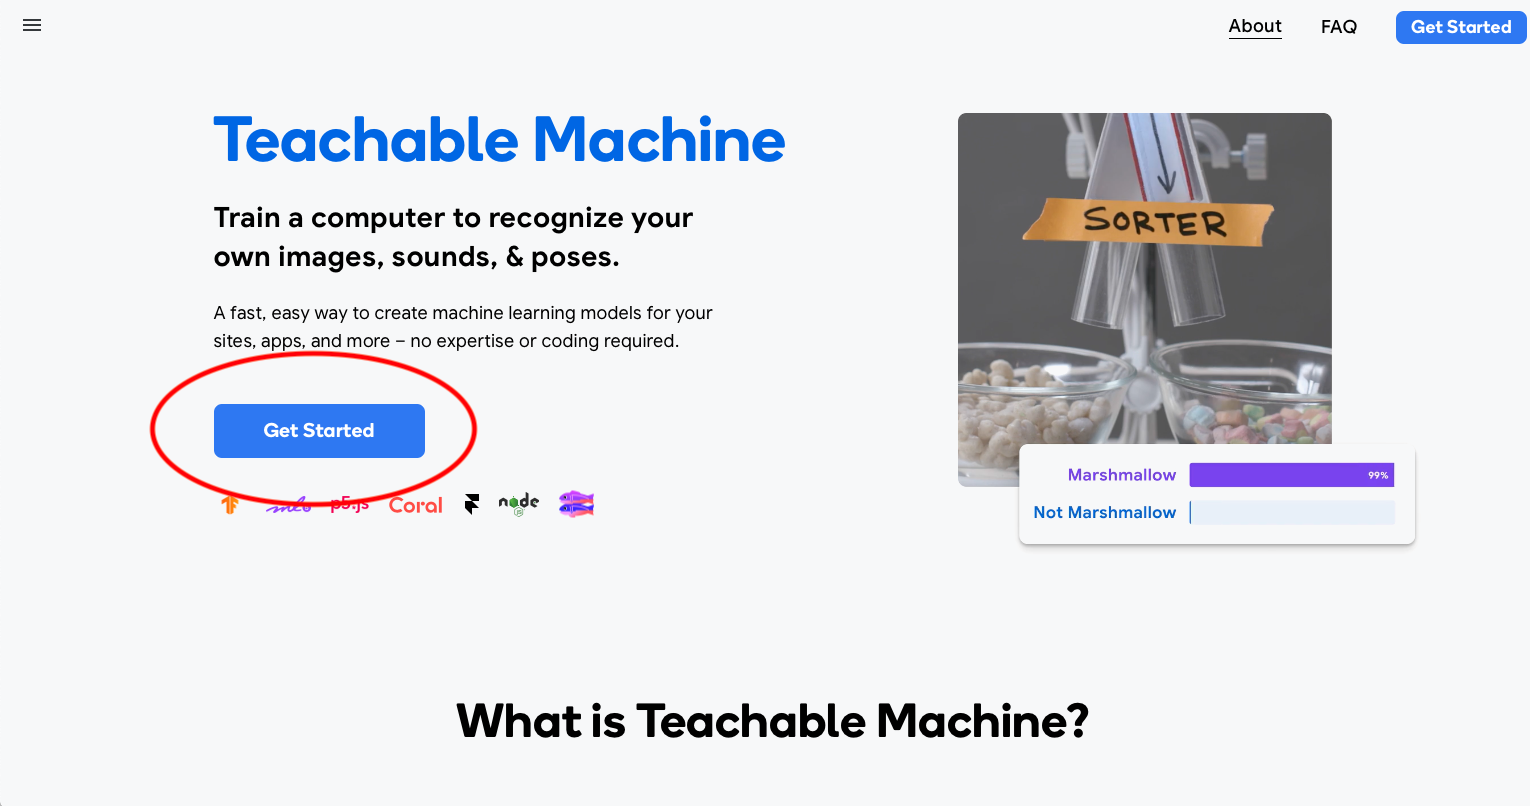 About FAQ Get Started
Teachable Machine
Train a computer to recognize your
own images, sounds, & poses.
A fast, easy way to create machine learning models for your
sites, apps, and more – no expertise or coding required.
Get Started
p5.js Coral node JS
SORTER
Marshmallow 99%
Not Marshmallow
What is Teachable Machine?